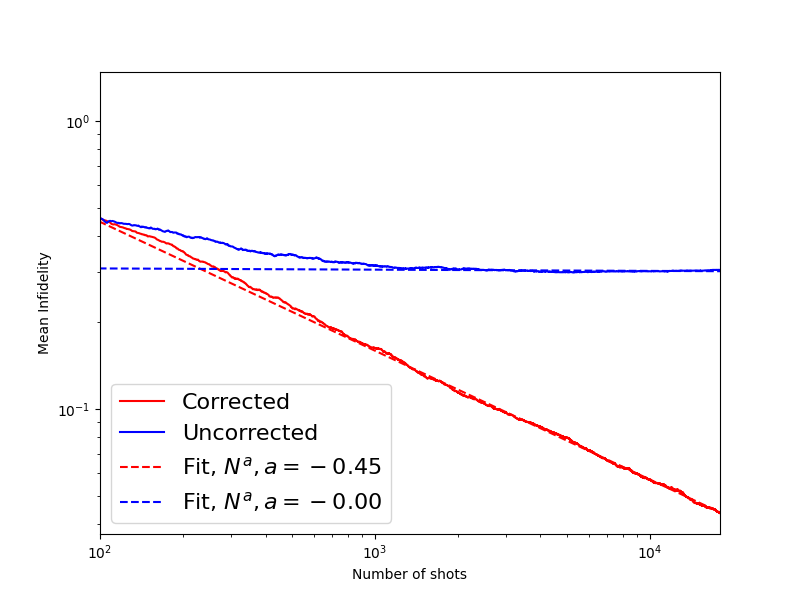 Mean Infidelity
10⁰
10⁻¹
Corrected
Uncorrected
Fit, Nᵃ, a = −0.45
Fit, Nᵃ, a = −0.00
10² 10³ 10⁴
Number of shots